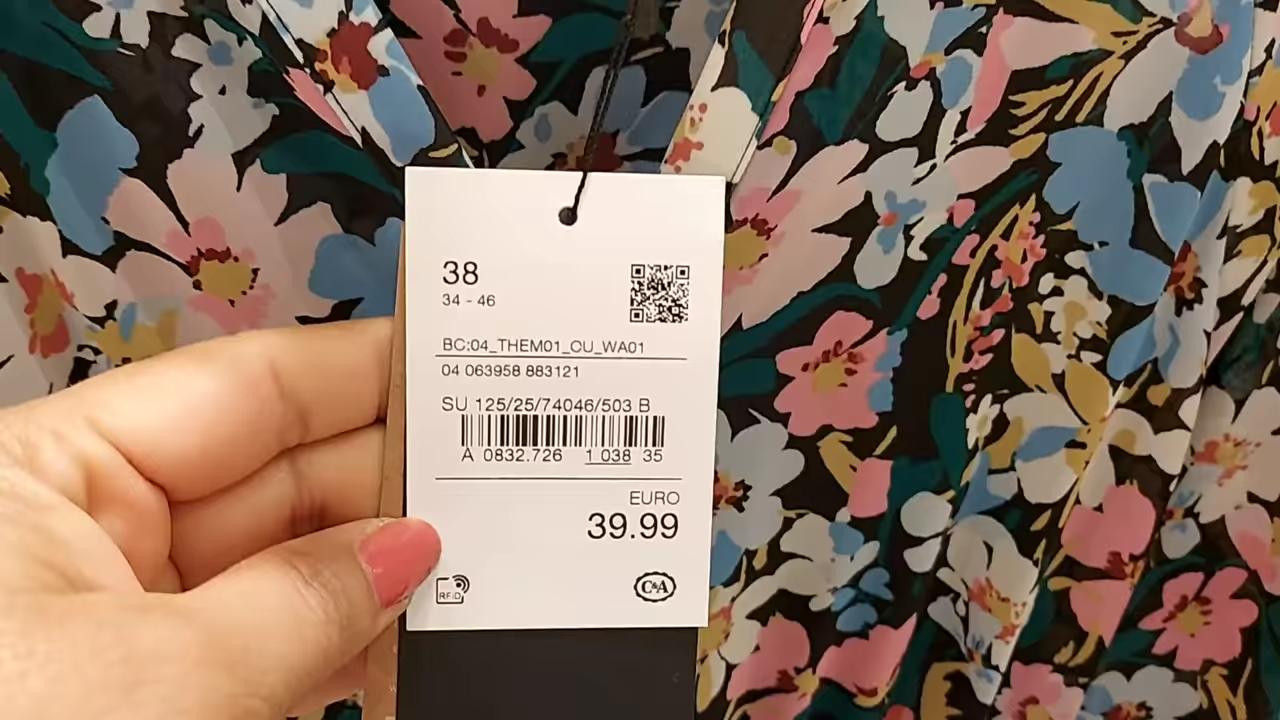 38
34 - 46
BC:04_THEM01_CU_WA01
04 063958 883121
SU 125/25/74046/503 B
A 0832.726 1 038 35
EURO
39.99
RFID
C&A